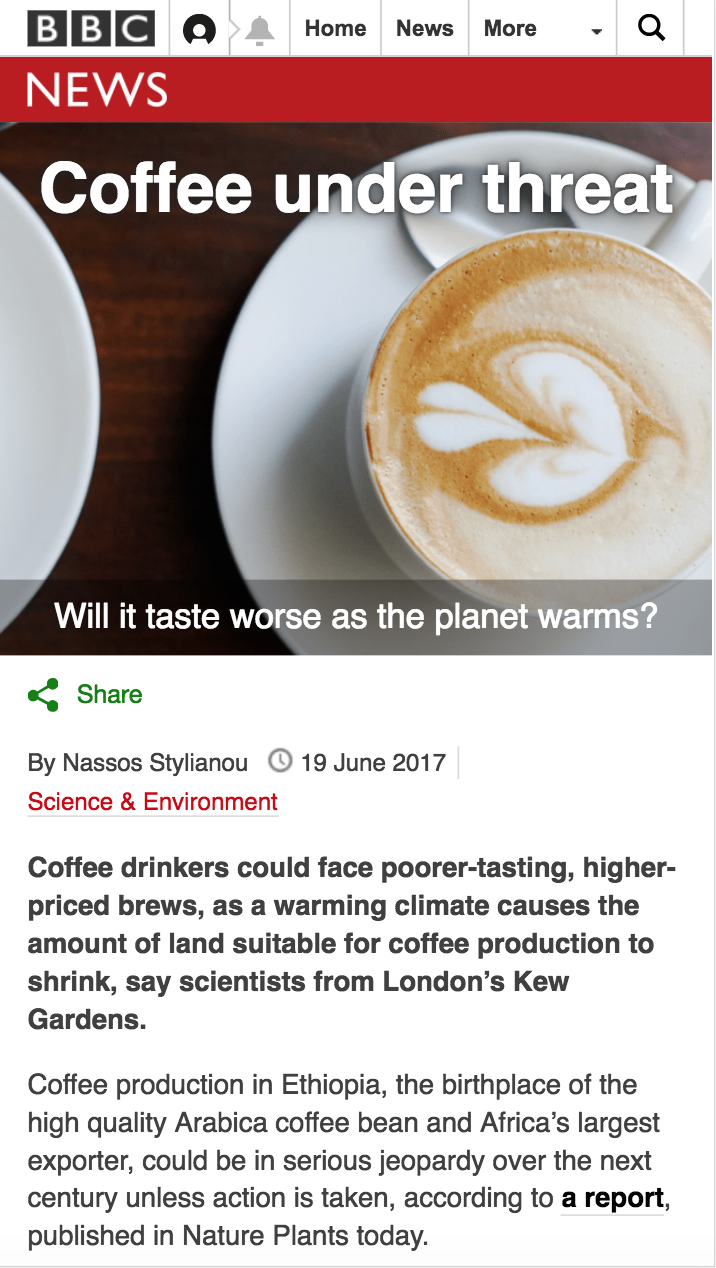 BBC
Home
News
More
NEWS
Coffee under threat
Will it taste worse as the planet warms?
Share
By Nassos Stylianou 19 June 2017
Science & Environment
Coffee drinkers could face poorer-tasting, higher-
priced brews, as a warming climate causes the
amount of land suitable for coffee production to
shrink, say scientists from London’s Kew
Gardens.
Coffee production in Ethiopia, the birthplace of the
high quality Arabica coffee bean and Africa’s largest
exporter, could be in serious jeopardy over the next
century unless action is taken, according to a report,
published in Nature Plants today.